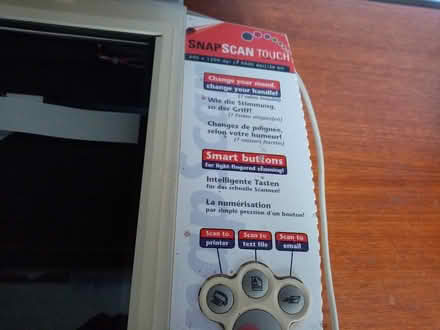 SNAPSCAN TOUCH
Change your mood,
change your handle!
Wie die Stimmung,
so der Griff!
Changez de poignée,
selon votre humeur!
Smart buttons
for light-fingered scanning!
Intelligente Tasten
für das schnelle Scannen!
La numérisation
par simple pression d'un bouton!
Scan to
printer
Scan to
text file
Scan to
email